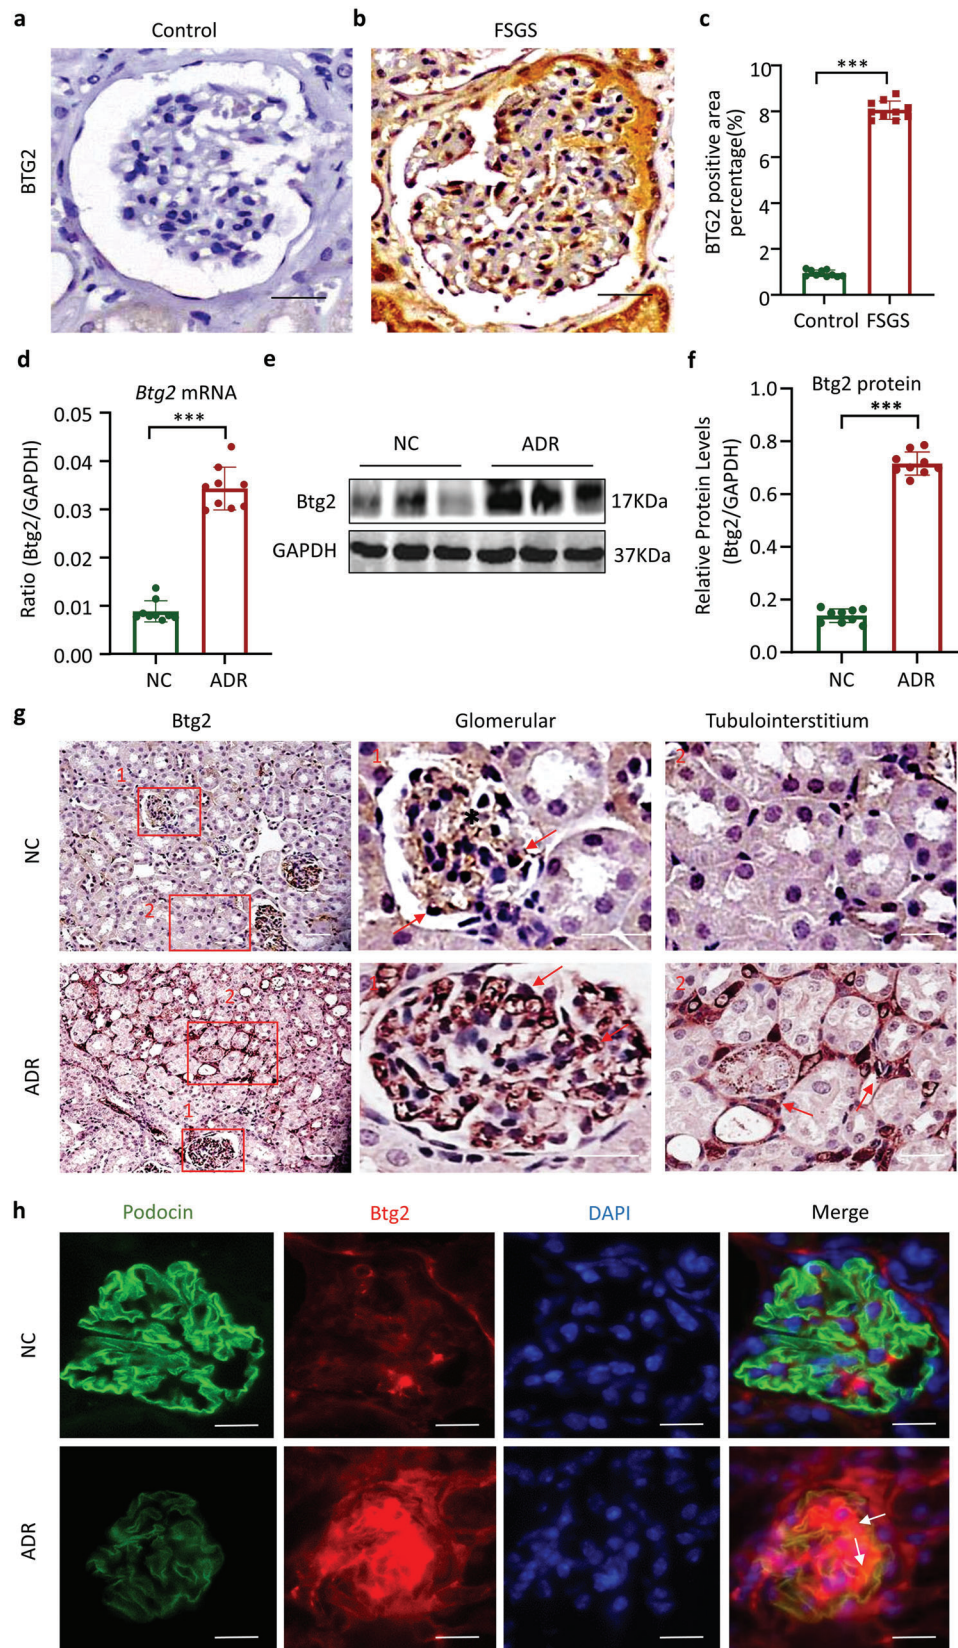 a
Control
b
FSGS
c
BTG2
BTG2 positive area
percentage(%)
10
8
6
4
2
0
***
Control FSGS
d
Btg2 mRNA
***
Ratio (Btg2/GAPDH)
0.05
0.04
0.03
0.02
0.01
0.00
NC
ADR
e
NC
ADR
Btg2
17KDa
GAPDH
37KDa
f
Btg2 protein
***
Relative Protein Levels
(Btg2/GAPDH)
1.0
0.8
0.6
0.4
0.2
0.0
NC
ADR
g
Btg2
Glomerular
Tubulointerstitium
NC
1
2
1
*
2
ADR
2
1
1
2
h
Podocin
Btg2
DAPI
Merge
NC
ADR